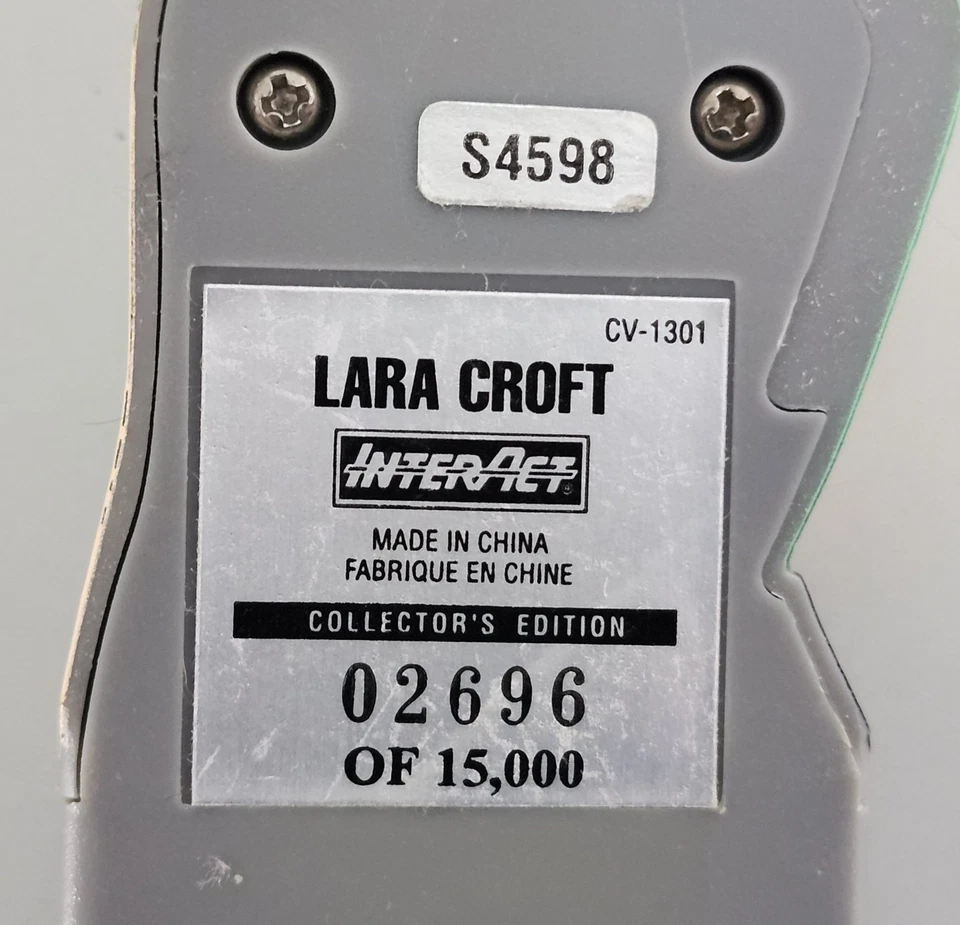 S4598
CV-1301
LARA CROFT
INTERACT®
MADE IN CHINA
FABRIQUE EN CHINE
COLLECTOR'S EDITION
02696
OF 15,000